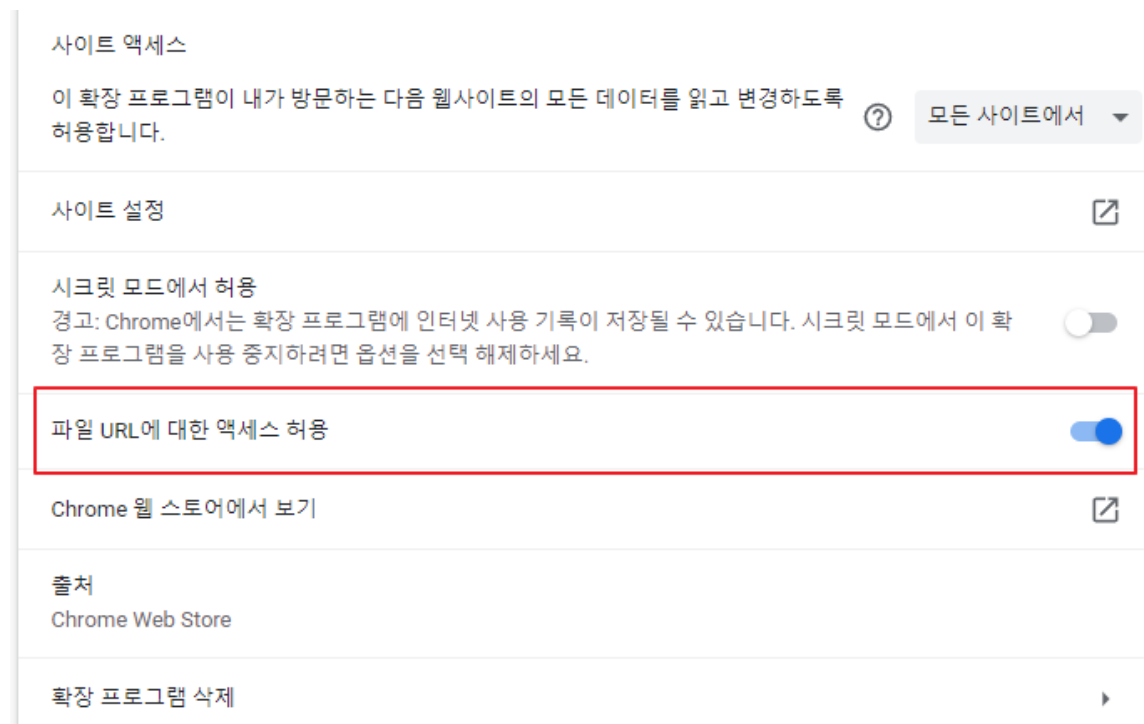 사이트 액세스
이 확장 프로그램이 내가 방문하는 다음 웹사이트의 모든 데이터를 읽고 변경하도록
허용합니다.
모든 사이트에서
사이트 설정
시크릿 모드에서 허용
경고: Chrome에서는 확장 프로그램에 인터넷 사용 기록이 저장될 수 있습니다. 시크릿 모드에서 이 확
장 프로그램을 사용 중지하려면 옵션을 선택 해제하세요.
파일 URL에 대한 액세스 허용
Chrome 웹 스토어에서 보기
출처
Chrome Web Store
확장 프로그램 삭제